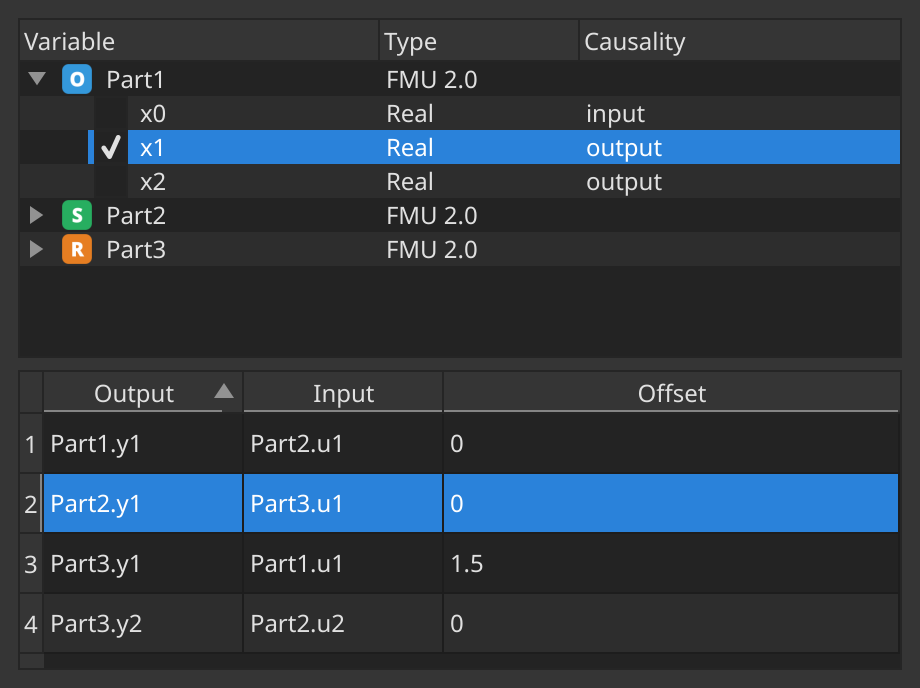 Variable Type Causality
O Part1 FMU 2.0
x0 Real input
x1 Real output
x2 Real output
S Part2 FMU 2.0
R Part3 FMU 2.0
Output Input Offset
1 Part1.y1 Part2.u1 0
2 Part2.y1 Part3.u1 0
3 Part3.y1 Part1.u1 1.5
4 Part3.y2 Part2.u2 0